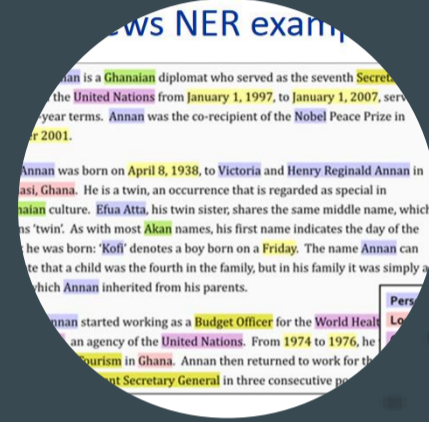 ws NER examp
nan is a Ghanaian diplomat who served as the seventh Secret
the United Nations from January 1, 1997, to January 1, 2007, serv
-year terms. Annan was the co-recipient of the Nobel Peace Prize in
r 2001.
Annan was born on April 8, 1938, to Victoria and Henry Reginald Annan in
asi, Ghana. He is a twin, an occurrence that is regarded as special in
naian culture. Efua Atta, his twin sister, shares the same middle name, which
ns 'twin'. As with most Akan names, his first name indicates the day of the
he was born: 'Kofi' denotes a boy born on a Friday. The name Annan can
te that a child was the fourth in the family, but in his family it was simply a
which Annan inherited from his parents.
Pers
nnan started working as a Budget Officer for the World Healt
Lo
an agency of the United Nations. From 1974 to 1976, he
ourism in Ghana. Annan then returned to work for th
nt Secretary General in three consecutive po